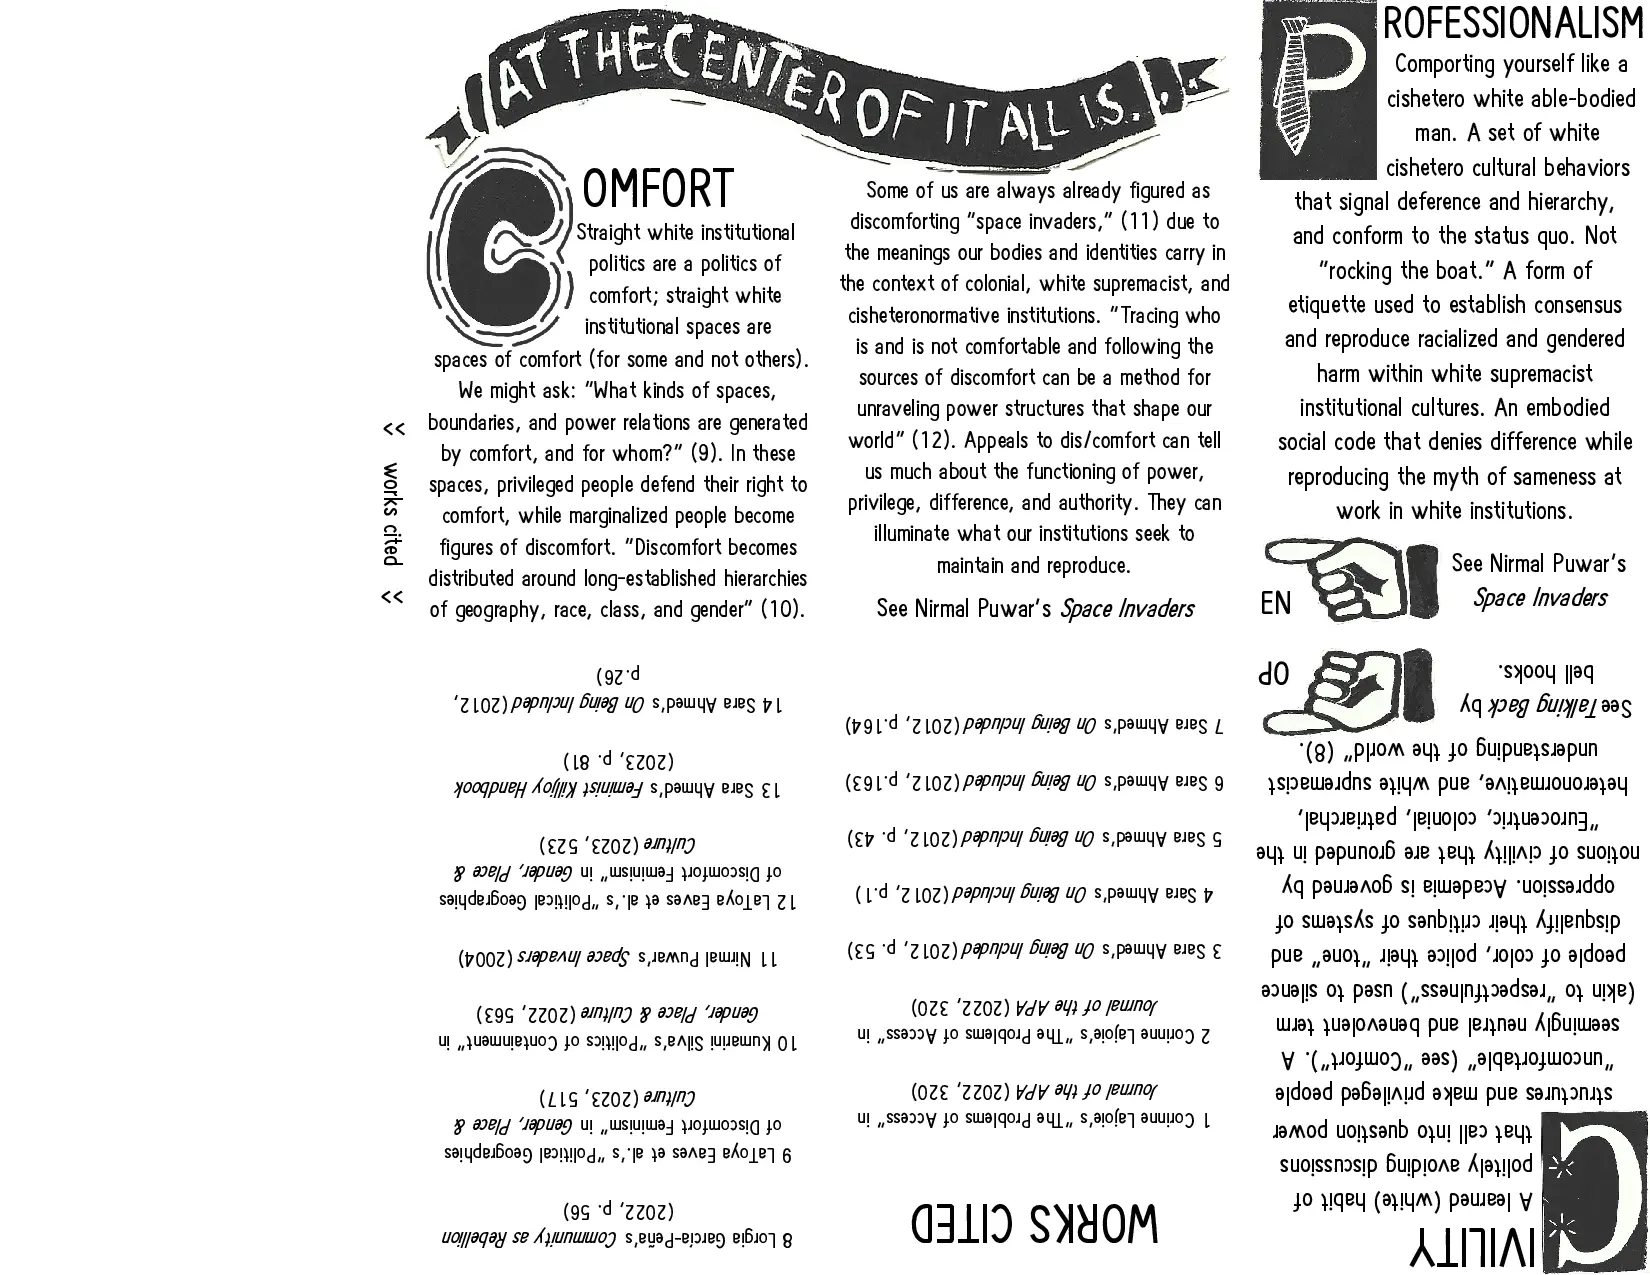 AT THE CENTER OF IT ALL IS...
COMFORT
Straight white institutional
politics are a politics of
comfort; straight white
institutional spaces are
spaces of comfort (for some and not others).
We might ask: "What kinds of spaces,
boundaries, and power relations are generated
by comfort, and for whom?" (9). In these
spaces, privileged people defend their right to
comfort, while marginalized people become
figures of discomfort. "Discomfort becomes
distributed around long-established hierarchies
of geography, race, class, and gender" (10).
<< works cited <<
Some of us are always already figured as
discomforting "space invaders," (11) due to
the meanings our bodies and identities carry in
the context of colonial, white supremacist, and
cisheteronormative institutions. "Tracing who
is and is not comfortable and following the
sources of discomfort can be a method for
unraveling power structures that shape our
world" (12). Appeals to dis/comfort can tell
us much about the functioning of power,
privilege, difference, and authority. They can
illuminate what our institutions seek to
maintain and reproduce.
See Nirmal Puwar's Space Invaders
PROFESSIONALISM
Comporting yourself like a
cishetero white able-bodied
man. A set of white
cishetero cultural behaviors
that signal deference and hierarchy,
and conform to the status quo. Not
"rocking the boat." A form of
etiquette used to establish consensus
and reproduce racialized and gendered
harm within white supremacist
institutional cultures. An embodied
social code that denies difference while
reproducing the myth of sameness at
work in white institutions.
See Nirmal Puwar's
Space Invaders
EN
OP
CIVILITY
A learned (white) habit of
politely avoiding discussions
that call into question power
structures and make privileged people
"uncomfortable" (see "Comfort"). A
seemingly neutral and benevolent term
(akin to "respectfulness") used to silence
people of color, police their "tone" and
disqualify their critiques of systems of
oppression. Academia is governed by
notions of civility that are grounded in the
"Eurocentric, colonial, patriarchal,
heteronormative, and white supremacist
understanding of the world" (8).
See Talking Back by
bell hooks.
WORKS CITED
1 Corinne Lajoie's "The Problems of Access" in
Journal of the APA (2022, 320)
2 Corinne Lajoie's "The Problems of Access" in
Journal of the APA (2022, 320)
3 Sara Ahmed's On Being Included (2012, p. 53)
4 Sara Ahmed's On Being Included (2012, p.1)
5 Sara Ahmed's On Being Included (2012, p. 43)
6 Sara Ahmed's On Being Included (2012, p.163)
7 Sara Ahmed's On Being Included (2012, p.164)
8 Lorgia García-Peña's Community as Rebellion
(2022, p. 56)
9 LaToya Eaves et al.'s "Political Geographies
of Discomfort Feminism" in Gender, Place &
Culture (2023, 517)
10 Kumarini Silva's "Politics of Containment" in
Gender, Place & Culture (2022, 563)
11 Nirmal Puwar's Space Invaders (2004)
12 LaToya Eaves et al.'s "Political Geographies
of Discomfort Feminism" in Gender, Place &
Culture (2023, 523)
13 Sara Ahmed's Feminist Killjoy Handbook
(2023, p. 81)
14 Sara Ahmed's On Being Included (2012,
p.26)